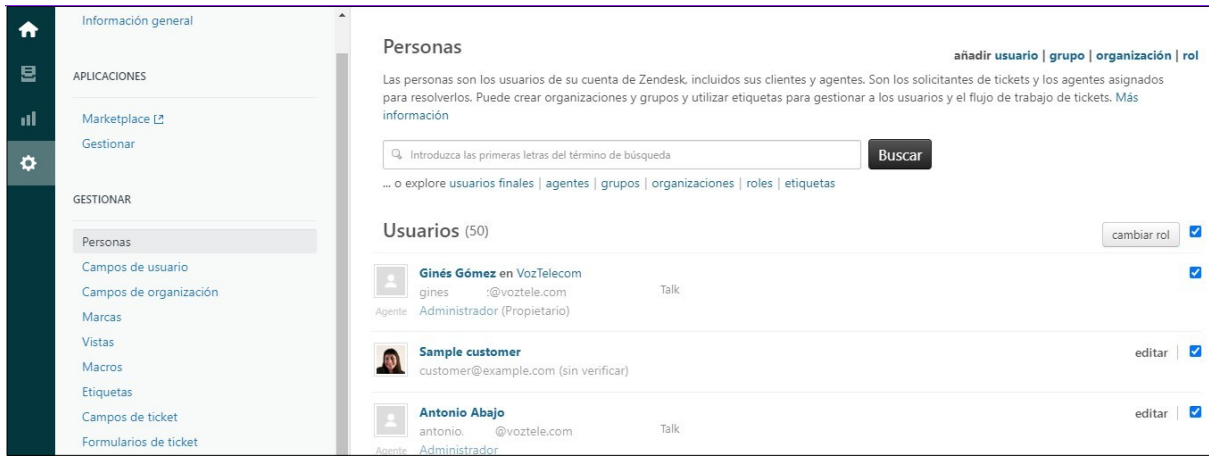 Información general
APLICACIONES
Marketplace
Gestionar
GESTIONAR
Personas
Campos de usuario
Campos de organización
Marcas
Vistas
Macros
Etiquetas
Campos de ticket
Formularios de ticket
Personas
añadir usuario | grupo | organización | rol
Las personas son los usuarios de su cuenta de Zendesk, incluidos sus clientes y agentes. Son los solicitantes de tickets y los agentes asignados
para resolverlos. Puede crear organizaciones y grupos y utilizar etiquetas para gestionar a los usuarios y el flujo de trabajo de tickets. Más
información
Introduzca las primeras letras del término de búsqueda
Buscar
... o explore usuarios finales | agentes | grupos | organizaciones | roles | etiquetas
Usuarios (50)
cambiar rol
Ginés Gómez en VozTelecom
gines :@voztele.com
Talk
Agente Administrador (Propietario)
Sample customer
editar
customer@example.com (sin verificar)
Antonio Abajo
editar
antonio. @voztele.com
Talk
Agente Administrador